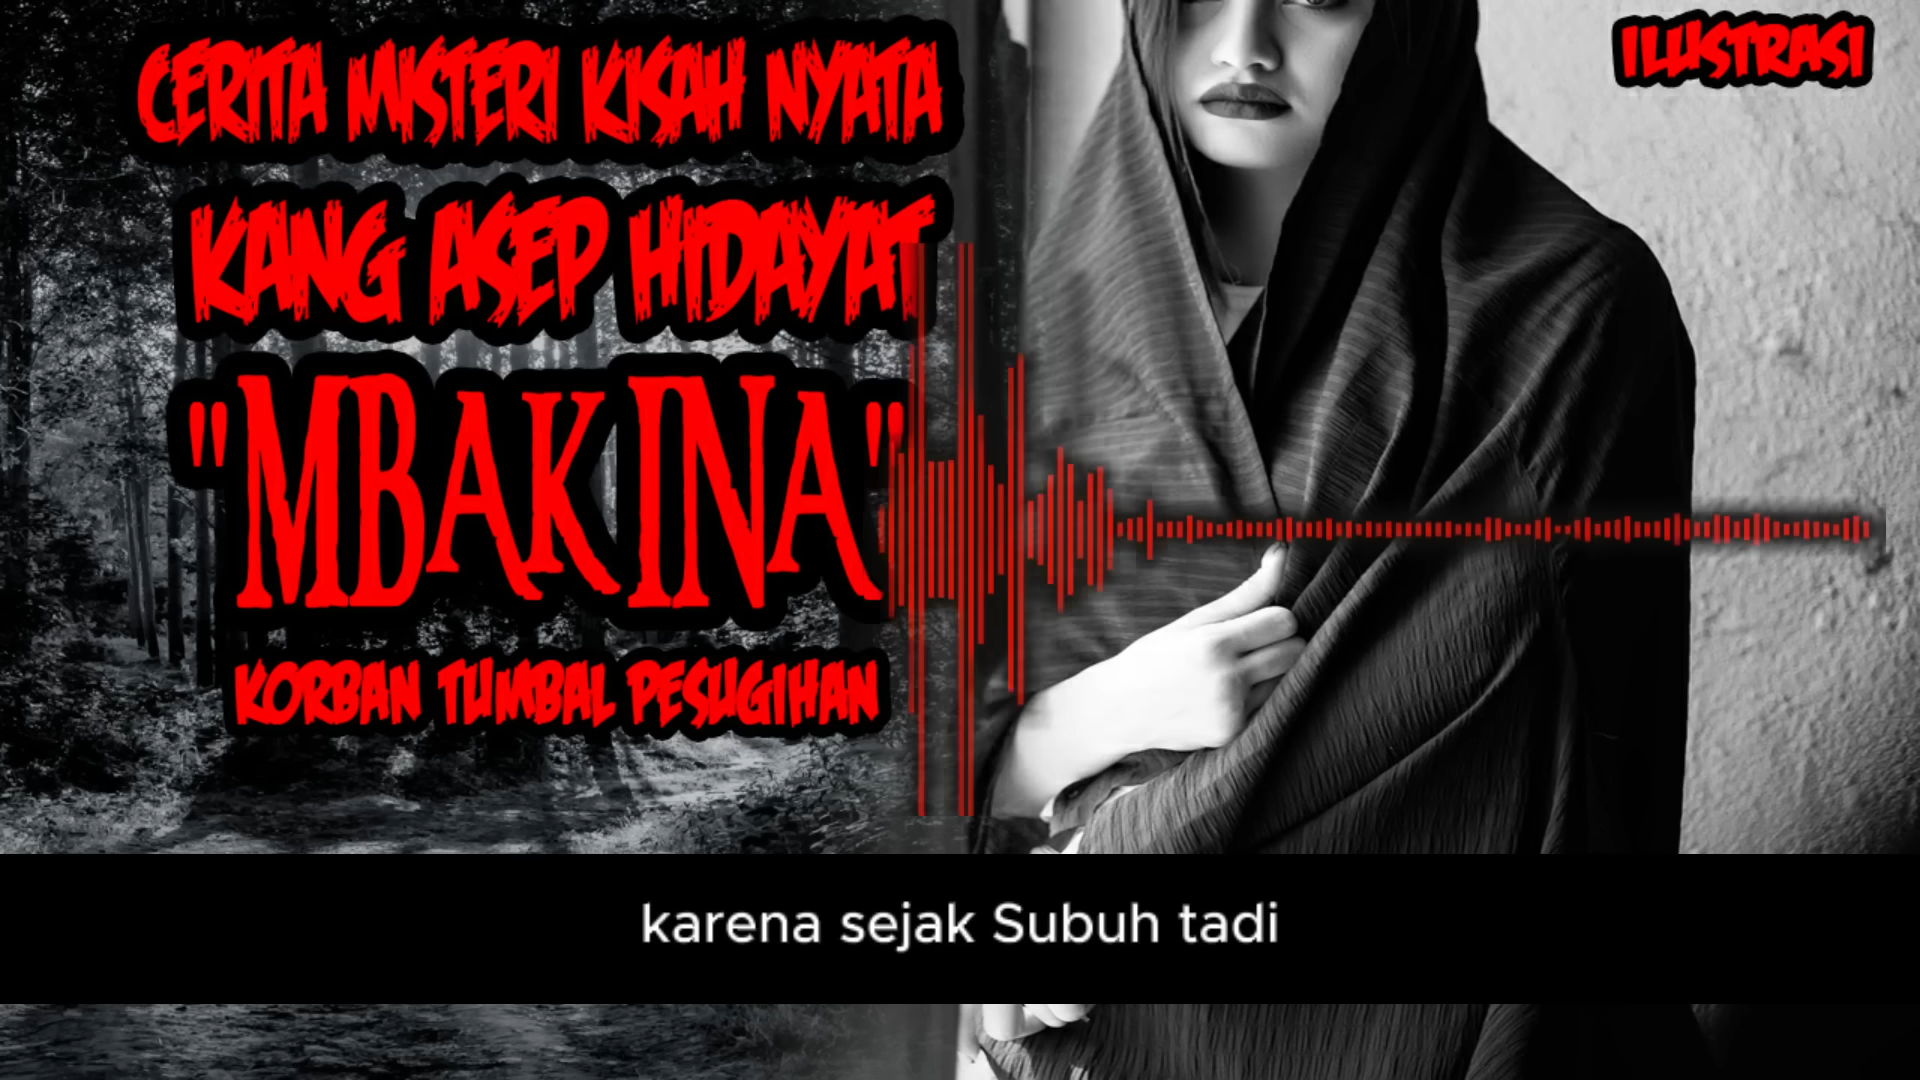 CERITA MISTERI KISAH NYATA
KANG ASEP HIDAYAT
"MBAK INA"
KORBAN TUMBAL PESUGIHAN
ILUSTRASI
karena sejak Subuh tadi